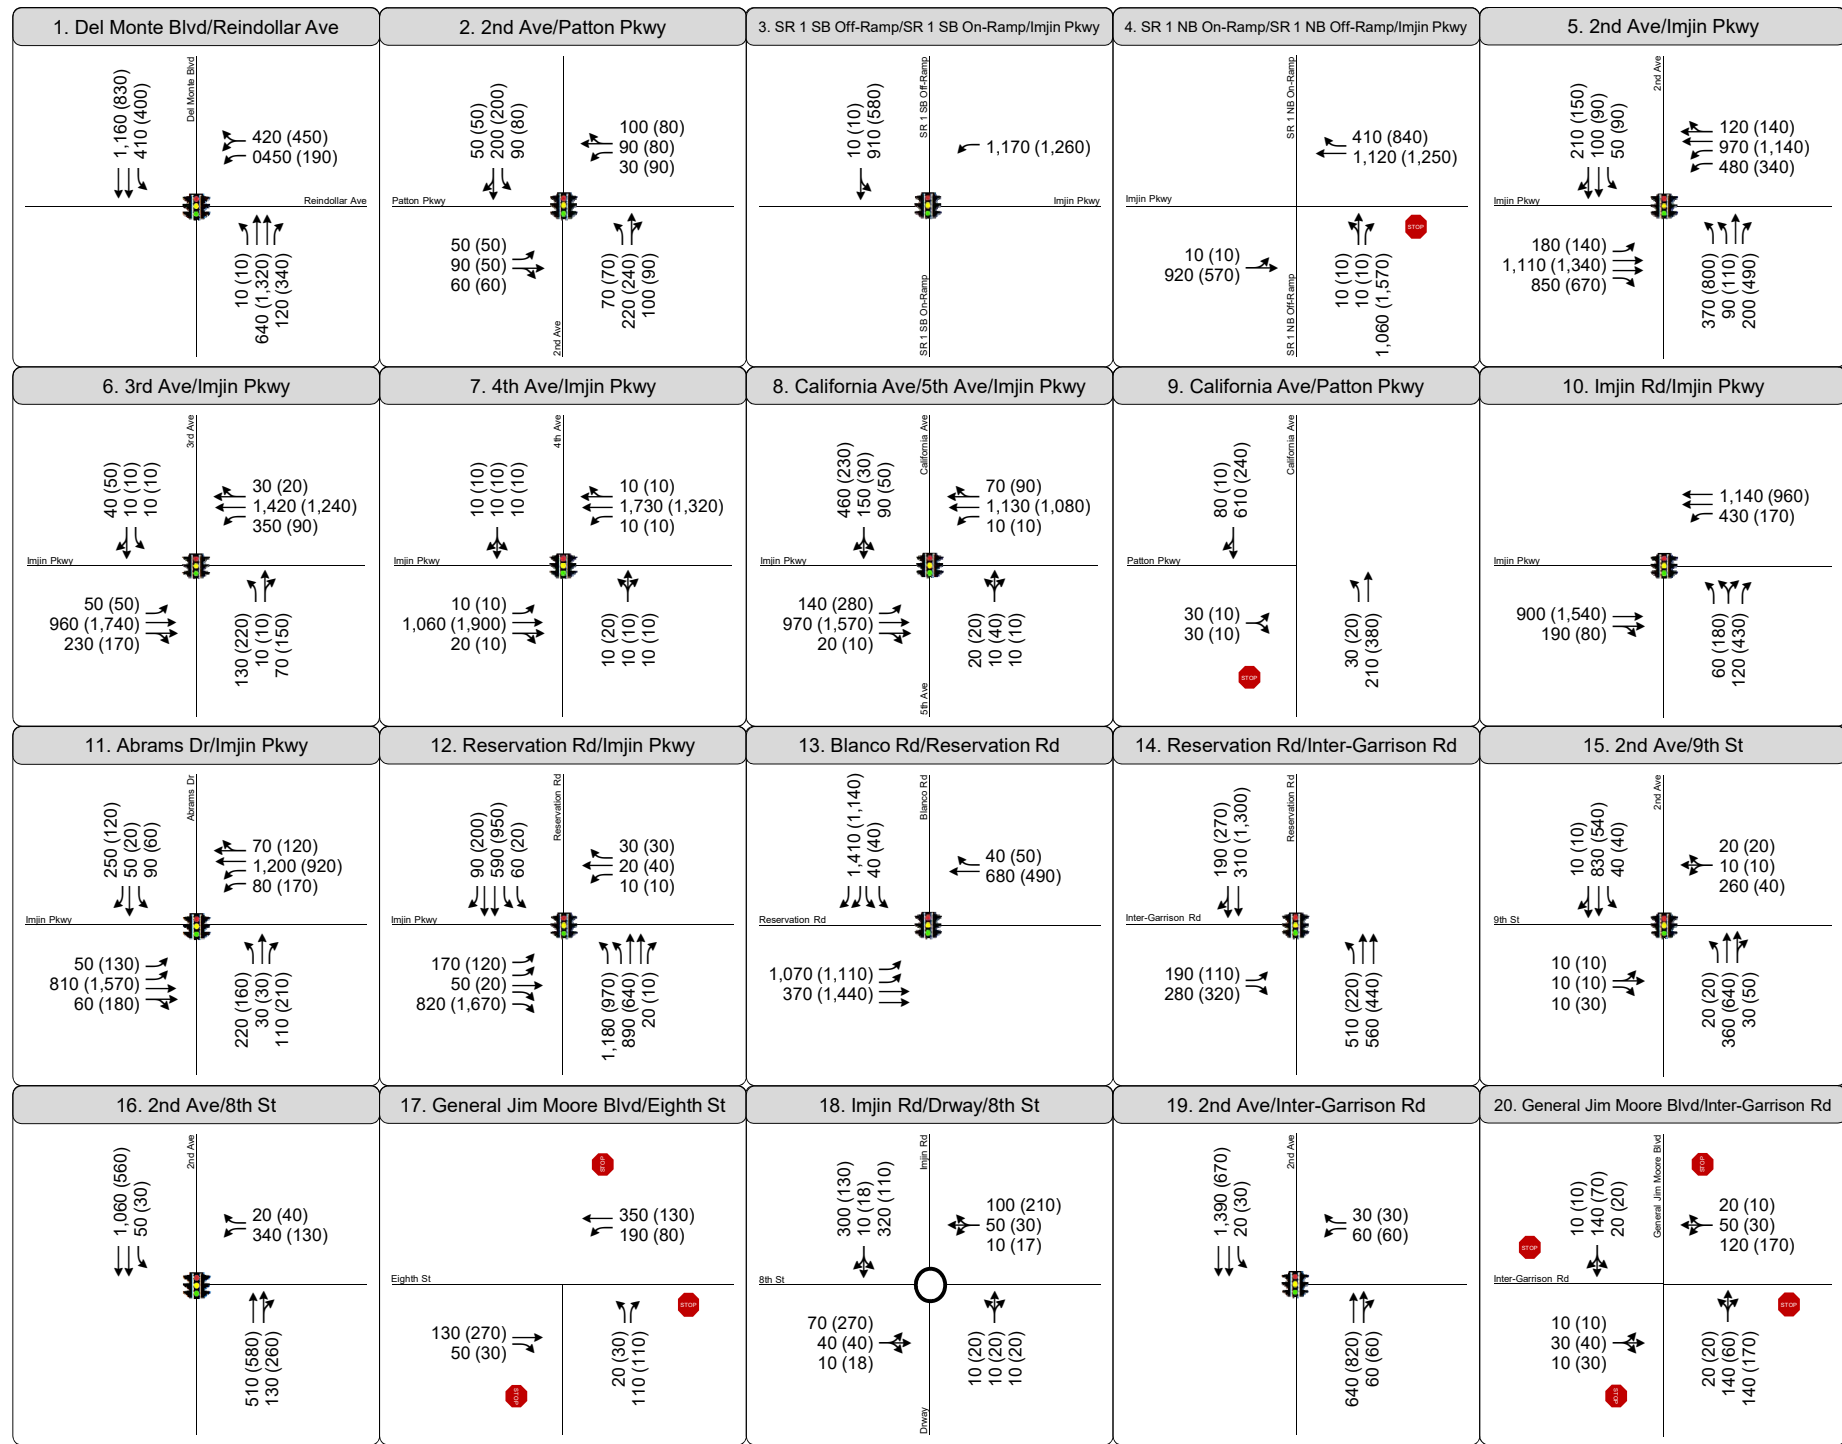 1. Del Monte Blvd/Reindollar Ave
1,160 (830)
410 (400)
Del Monte Blvd
420 (450)
0450 (190)
Reindollar Ave
10 (10)
640 (1,320)
120 (340)
2. 2nd Ave/Patton Pkwy
50 (50)
200 (200)
90 (80)
100 (80)
90 (80)
30 (90)
Patton Pkwy
50 (50)
90 (50)
60 (60)
2nd Ave
70 (70)
220 (240)
100 (90)
3. SR 1 SB Off-Ramp/SR 1 SB On-Ramp/Imjin Pkwy
10 (10)
910 (580)
SR 1 SB Off-Ramp
1,170 (1,260)
Imjin Pkwy
SR 1 SB On-Ramp
4. SR 1 NB On-Ramp/SR 1 NB Off-Ramp/Imjin Pkwy
SR 1 NB On-Ramp
410 (840)
1,120 (1,250)
Imjin Pkwy
10 (10)
920 (570)
SR 1 NB Off-Ramp
10 (10)
10 (10)
1,060 (1,570)
STOP
5. 2nd Ave/Imjin Pkwy
210 (150)
100 (90)
50 (90)
2nd Ave
120 (140)
970 (1,140)
480 (340)
Imjin Pkwy
180 (140)
1,110 (1,340)
850 (670)
370 (800)
90 (110)
200 (490)
6. 3rd Ave/Imjin Pkwy
40 (50)
10 (10)
10 (10)
3rd Ave
30 (20)
1,420 (1,240)
350 (90)
Imjin Pkwy
50 (50)
960 (1,740)
230 (170)
130 (220)
10 (10)
70 (150)
7. 4th Ave/Imjin Pkwy
10 (10)
10 (10)
10 (10)
4th Ave
10 (10)
1,730 (1,320)
10 (10)
Imjin Pkwy
10 (10)
1,060 (1,900)
20 (10)
10 (20)
10 (10)
10 (10)
8. California Ave/5th Ave/Imjin Pkwy
460 (230)
150 (30)
90 (50)
California Ave
70 (90)
1,130 (1,080)
10 (10)
Imjin Pkwy
140 (280)
970 (1,570)
20 (10)
5th Ave
20 (20)
10 (40)
10 (10)
9. California Ave/Patton Pkwy
80 (10)
610 (240)
California Ave
Patton Pkwy
30 (10)
30 (10)
STOP
30 (20)
210 (380)
10. Imjin Rd/Imjin Pkwy
1,140 (960)
430 (170)
Imjin Pkwy
900 (1,540)
190 (80)
60 (180)
120 (430)
11. Abrams Dr/Imjin Pkwy
250 (120)
50 (20)
90 (60)
Abrams Dr
70 (120)
1,200 (920)
80 (170)
Imjin Pkwy
50 (130)
810 (1,570)
60 (180)
220 (160)
30 (30)
110 (210)
12. Reservation Rd/Imjin Pkwy
90 (200)
590 (950)
60 (20)
Reservation Rd
30 (30)
20 (40)
10 (10)
Imjin Pkwy
170 (120)
50 (20)
820 (1,670)
1,180 (970)
890 (640)
20 (10)
13. Blanco Rd/Reservation Rd
1,410 (1,140)
40 (40)
Blanco Rd
40 (50)
680 (490)
Reservation Rd
1,070 (1,110)
370 (1,440)
14. Reservation Rd/Inter-Garrison Rd
190 (270)
310 (1,300)
Reservation Rd
Inter-Garrison Rd
190 (110)
280 (320)
510 (220)
560 (440)
15. 2nd Ave/9th St
10 (10)
830 (540)
40 (40)
2nd Ave
20 (20)
10 (10)
260 (40)
9th St
10 (10)
10 (10)
10 (30)
20 (20)
360 (640)
30 (50)
16. 2nd Ave/8th St
1,060 (560)
50 (30)
2nd Ave
20 (40)
340 (130)
510 (580)
130 (260)
17. General Jim Moore Blvd/Eighth St
STOP
350 (130)
190 (80)
Eighth St
STOP
130 (270)
50 (30)
STOP
20 (30)
110 (110)
18. Imjin Rd/Drway/8th St
300 (130)
10 (18)
320 (110)
Imjin Rd
100 (210)
50 (30)
10 (17)
8th St
70 (270)
40 (40)
10 (18)
Drway
10 (20)
10 (20)
10 (20)
19. 2nd Ave/Inter-Garrison Rd
1,390 (670)
20 (30)
2nd Ave
30 (30)
60 (60)
640 (820)
60 (60)
20. General Jim Moore Blvd/Inter-Garrison Rd
10 (10)
140 (70)
20 (20)
General Jim Moore Blvd
STOP
20 (10)
50 (30)
120 (170)
STOP
Inter-Garrison Rd
STOP
10 (10)
30 (40)
10 (30)
STOP
20 (20)
140 (60)
140 (170)